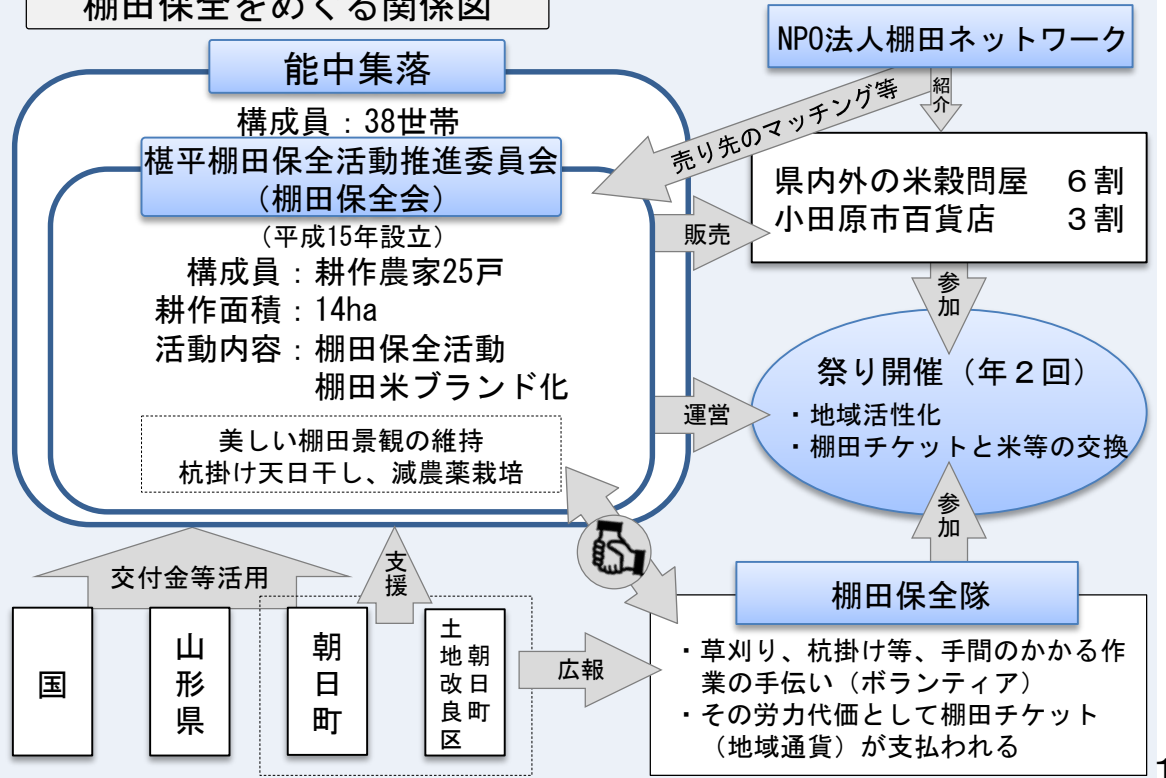 棚田保全をめぐる関係図
能中集落
構成員：38世帯
椹平棚田保全活動推進委員会
（棚田保全会）
（平成15年設立）
構成員：耕作農家25戸
耕作面積：14ha
活動内容：棚田保全活動
棚田米ブランド化
美しい棚田景観の維持
杭掛け天日干し、減農薬栽培
NPO法人棚田ネットワーク
紹介
売り先のマッチング等
県内外の米穀問屋　６割
小田原市百貨店　　３割
販売
参加
祭り開催（年２回）
・地域活性化
・棚田チケットと米等の交換
運営
参加
棚田保全隊
・草刈り、杭掛け等、手間のかかる作
業の手伝い（ボランティア）
・その労力代価として棚田チケット
（地域通貨）が支払われる
交付金等活用
支援
国
山形県
朝日町
朝日町
土地改良区
広報